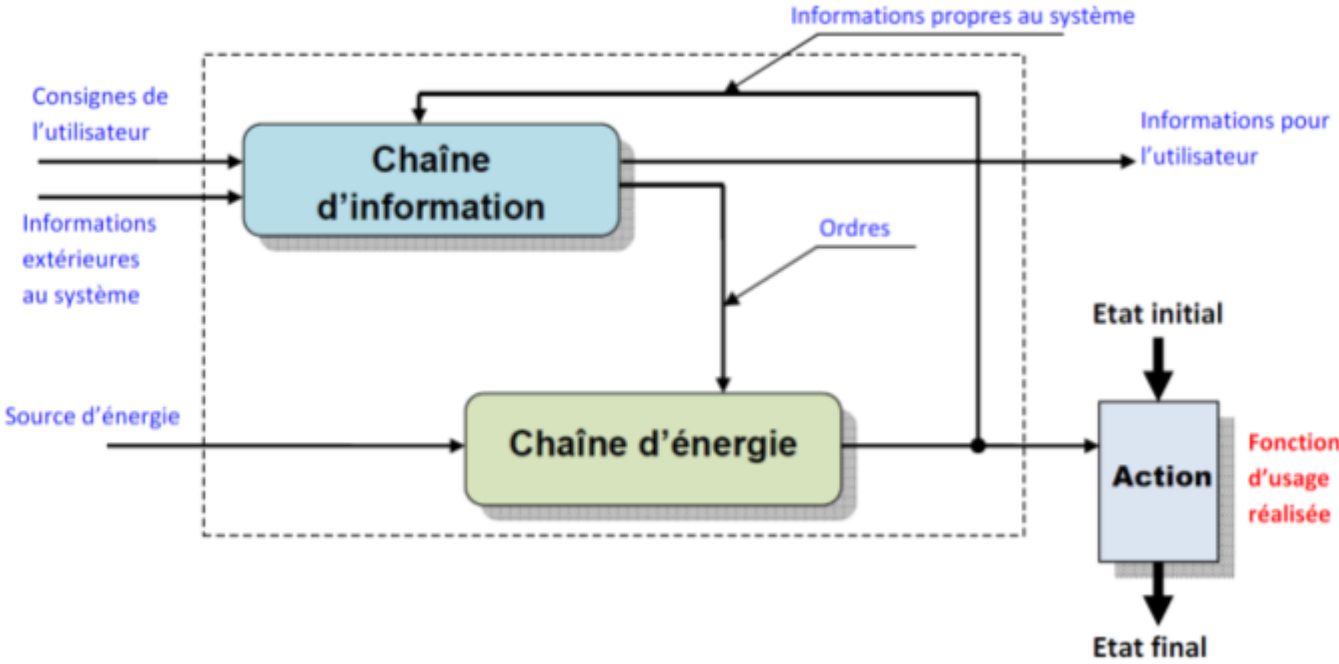 Informations propres au système
Consignes de
l'utilisateur
Informations pour
l'utilisateur
Chaîne
d'information
Informations
extérieures
au système
Ordres
Etat initial
Source d'énergie
Chaîne d'énergie
Action
Fonction
d'usage
réalisée
Etat final